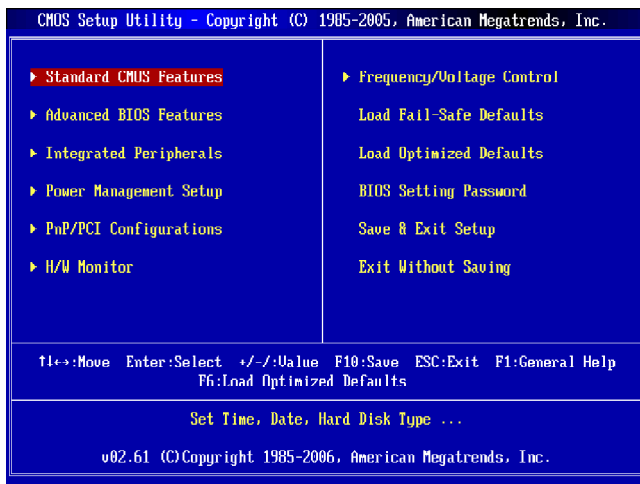 CMOS Setup Utility - Copyright (C) 1985-2005, American Megatrends, Inc.
Standard CMOS Features
Advanced BIOS Features
Integrated Peripherals
Power Management Setup
PnP/PCI Configurations
H/W Monitor
Frequency/Voltage Control
Load Fail-Safe Defaults
Load Optimized Defaults
BIOS Setting Password
Save & Exit Setup
Exit Without Saving
↑↓←→:Move Enter:Select +/-/:Value F10:Save ESC:Exit F1:General Help
F6:Load Optimized Defaults
Set Time, Date, Hard Disk Type ...
v02.61 (C)Copyright 1985-2006, American Megatrends, Inc.